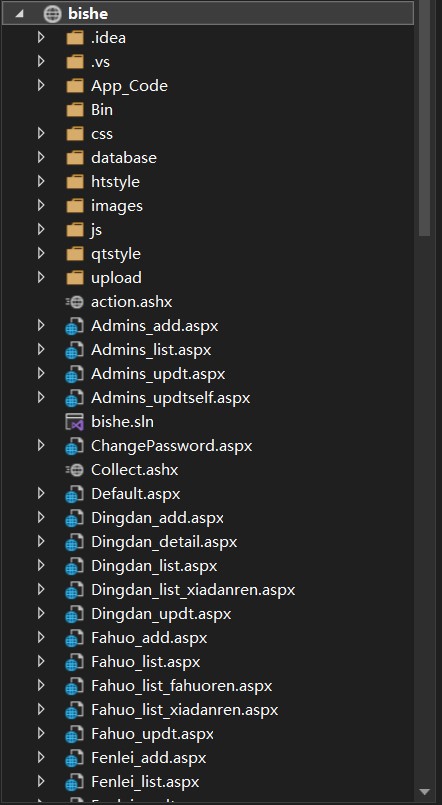 bishe
.idea
.vs
App_Code
Bin
css
database
htstyle
images
js
qtstyle
upload
action.ashx
Admins_add.aspx
Admins_list.aspx
Admins_updt.aspx
Admins_updtself.aspx
bishe.sln
ChangePassword.aspx
Collect.ashx
Default.aspx
Dingdan_add.aspx
Dingdan_detail.aspx
Dingdan_list.aspx
Dingdan_list_xiadanren.aspx
Dingdan_updt.aspx
Fahuo_add.aspx
Fahuo_list.aspx
Fahuo_list_fahuoren.aspx
Fahuo_list_xiadanren.aspx
Fahuo_updt.aspx
Fenlei_add.aspx
Fenlei_list.aspx